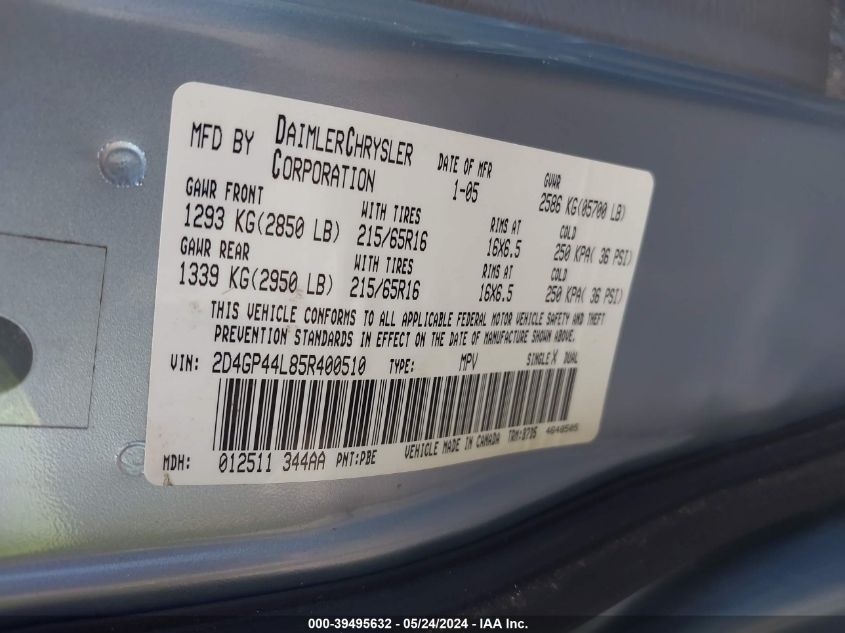 MFD BY DAIMLERCHRYSLER CORPORATION
DATE OF MFR 1-05
GVWR 2586 KG(05700 LB)
GAWR FRONT WITH TIRES RIMS AT COLD
1293 KG(2850 LB) 215/65R16 16X6.5 250 KPA( 36 PSI)
GAWR REAR WITH TIRES RIMS AT COLD
1339 KG(2950 LB) 215/65R16 16X6.5 250 KPA( 36 PSI)
THIS VEHICLE CONFORMS TO ALL APPLICABLE FEDERAL MOTOR VEHICLE SAFETY AND THEFT
PREVENTION STANDARDS IN EFFECT ON THE DATE OF MANUFACTURE SHOWN ABOVE.
VIN: 2D4GP44L85R400510 TYPE: MPV SINGLE X DUAL
MDH: 012511 344AA PNT:PBE VEHICLE MADE IN CANADA TRM:87D5 4648505
000-39495632 - 05/24/2024 - IAA Inc.